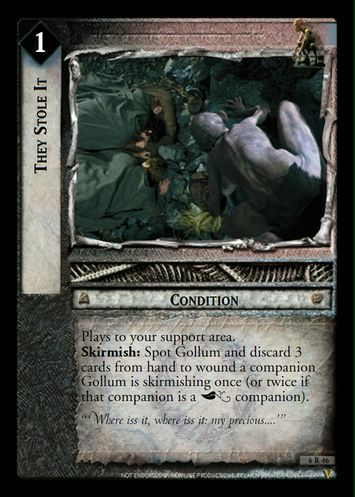 1
THEY STOLE IT
CONDITION
Plays to your support area.
Skirmish: Spot Gollum and discard 3
cards from hand to wound a companion
Gollum is skirmishing once (or twice if
that companion is a companion).
“‘Where iss it, where iss it: my precious....’”
6 R 46
NOT ENDORSED